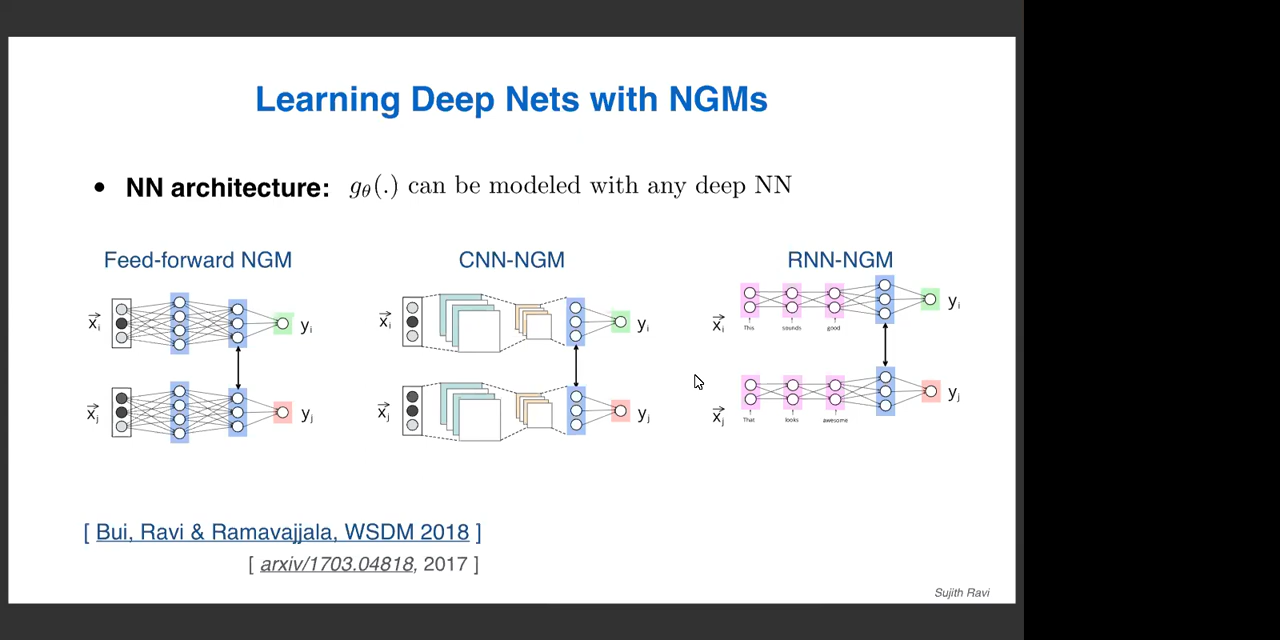 Learning Deep Nets with NGMs
• NN architecture: gθ(.) can be modeled with any deep NN
Feed-forward NGM
CNN-NGM
RNN-NGM
x⃗i
yi
x⃗j
yj
x⃗i
yi
x⃗j
yj
x⃗i
This sounds good
yi
x⃗j
That looks awesome
yj
[ Bui, Ravi & Ramavajjala, WSDM 2018 ]
[ arxiv/1703.04818, 2017 ]
Sujith Ravi